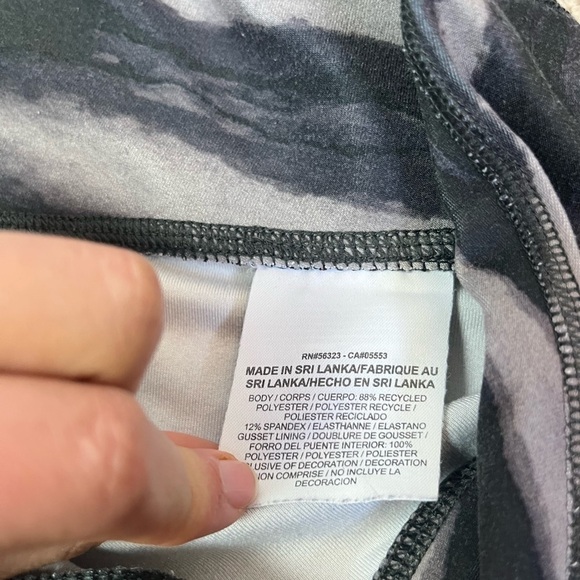 RN#56323 - CA#05553
MADE IN SRI LANKA/FABRIQUE AU
SRI LANKA/HECHO EN SRI LANKA
BODY / CORPS / CUERPO: 88% RECYCLED
POLYESTER / POLYESTER RECYCLE /
POLIESTER RECICLADO
12% SPANDEX / ELASTHANNE / ELASTANO
GUSSET LINING / DOUBLURE DE GOUSSET /
FORRO DEL PUENTE INTERIOR: 100%
POLYESTER / POLYESTER / POLIESTER
OF DECORATION / DECORATION
NON COMPRISE / NO INCLUYE LA
DECORACION